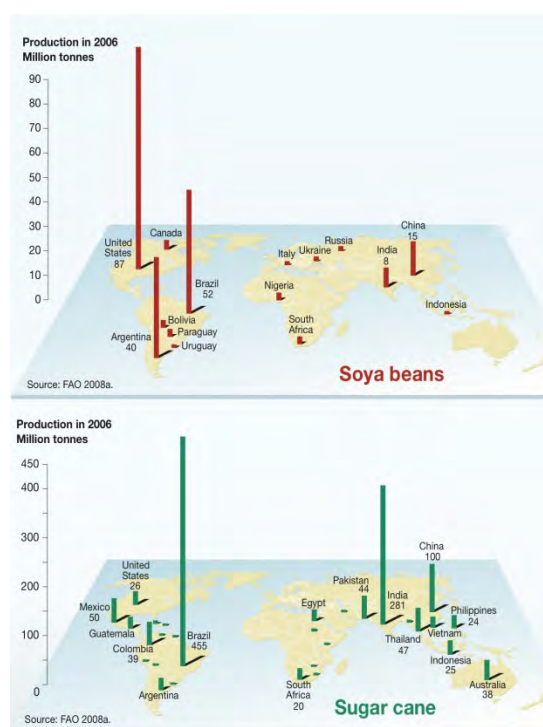 Production in 2006
Million tonnes
90
80
70
60
50
40
30
20
10
0
United
States
87
Canada
Brazil
52
Bolivia
Paraguay
Uruguay
Argentina
40
Italy
Ukraine
Russia
Nigeria
South
Africa
India
8
China
15
Indonesia
Soya beans
Source: FAO 2008a.
Production in 2006
Million tonnes
450
400
300
200
100
0
United
States
26
Mexico
50
Guatemala
Colombia
39
Brazil
455
Argentina
Egypt
South
Africa
20
Pakistan
44
India
281
China
100
Thailand
47
Vietnam
Philippines
24
Indonesia
25
Australia
38
Sugar cane
Source: FAO 2008a.